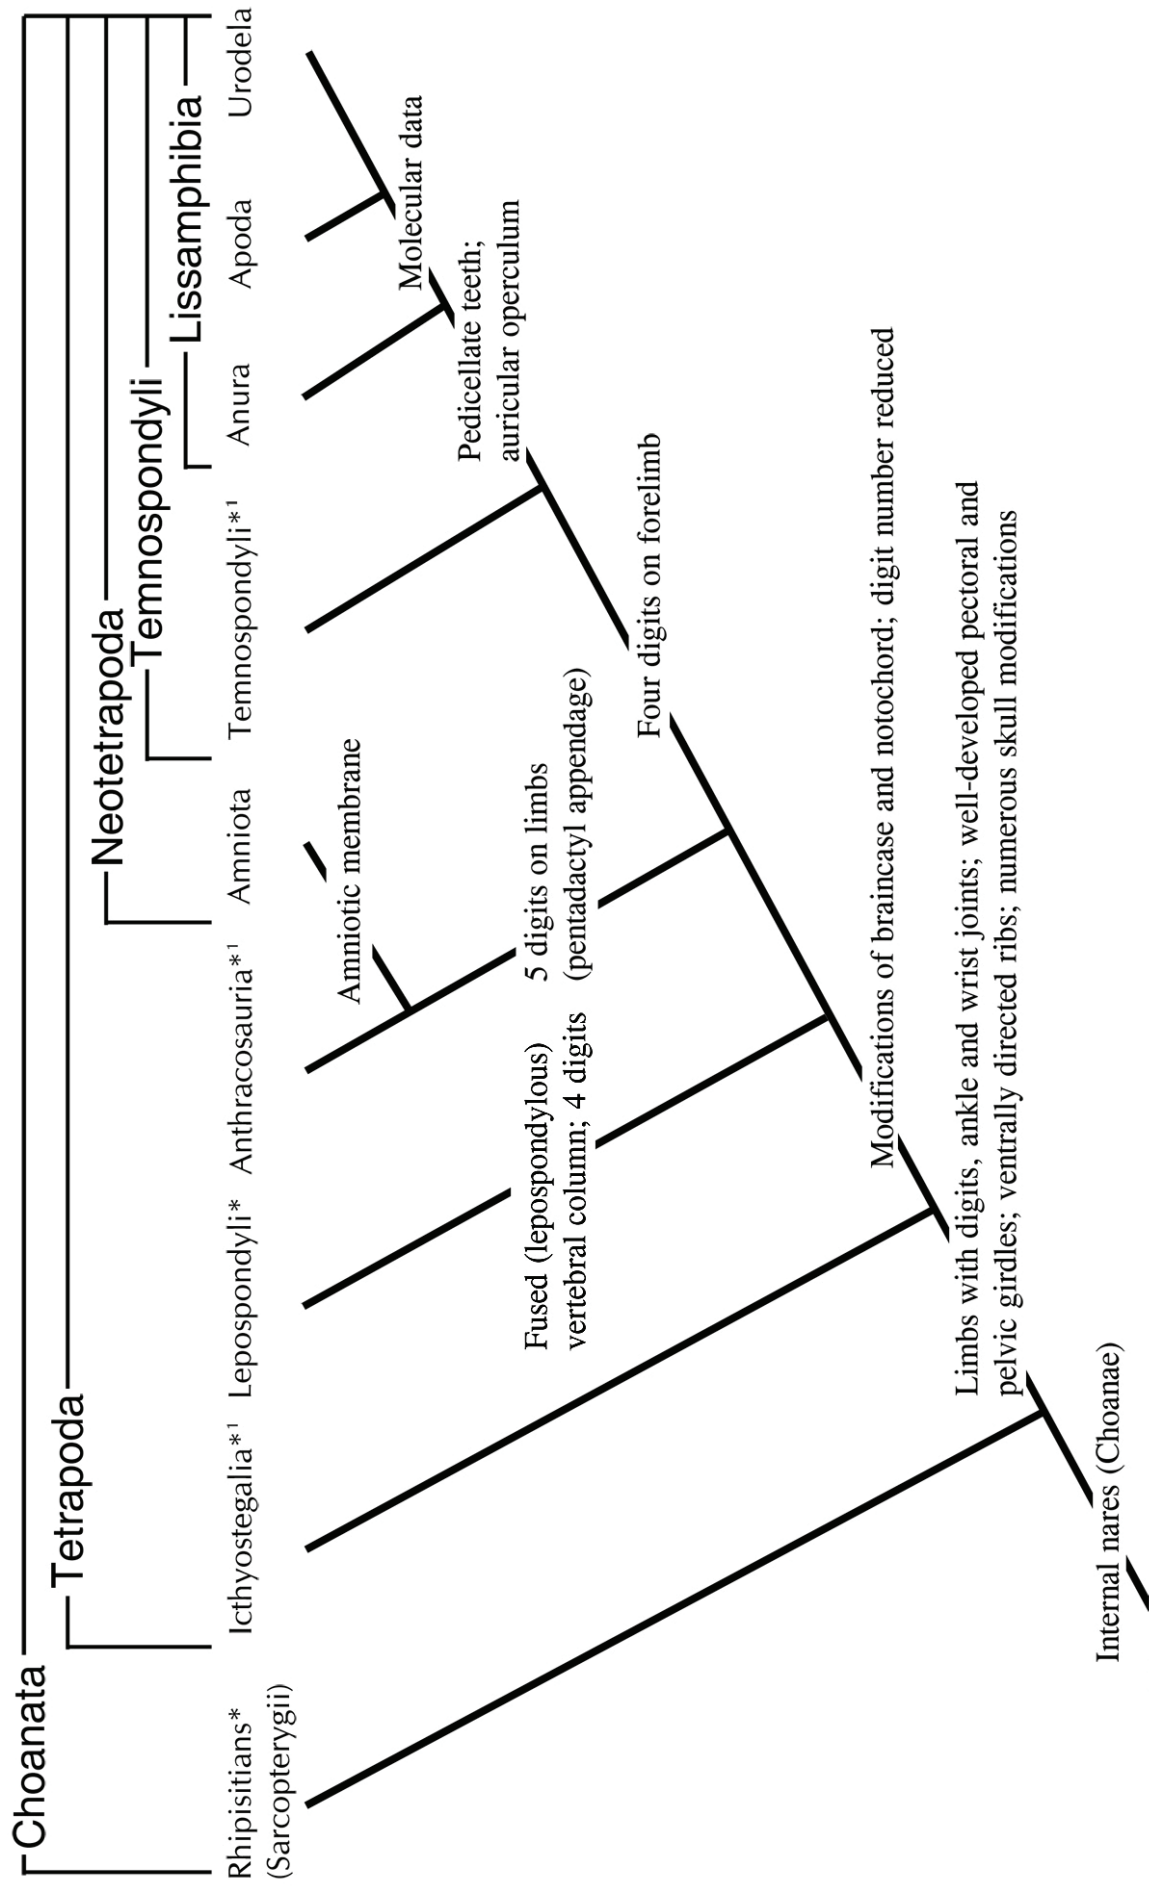 Choanata
Tetrapoda
Neotetrapoda
Temnospondyli
Lissamphibia
Rhipisitians*
(Sarcopterygii)
Icthyostegalia*¹
Lepospondyli*
Anthracosauria*¹
Amniota
Temnospondyli*¹
Anura
Apoda
Urodela
Amniotic membrane
Molecular data
Pedicellate teeth;
auricular operculum
Fused (lepospondylous)
vertebral column; 4 digits
5 digits on limbs
(pentadactyl appendage)
Four digits on forelimb
Modifications of braincase and notochord; digit number reduced
Limbs with digits, ankle and wrist joints; well-developed pectoral and
pelvic girdles; ventrally directed ribs; numerous skull modifications
Internal nares (Choanae)